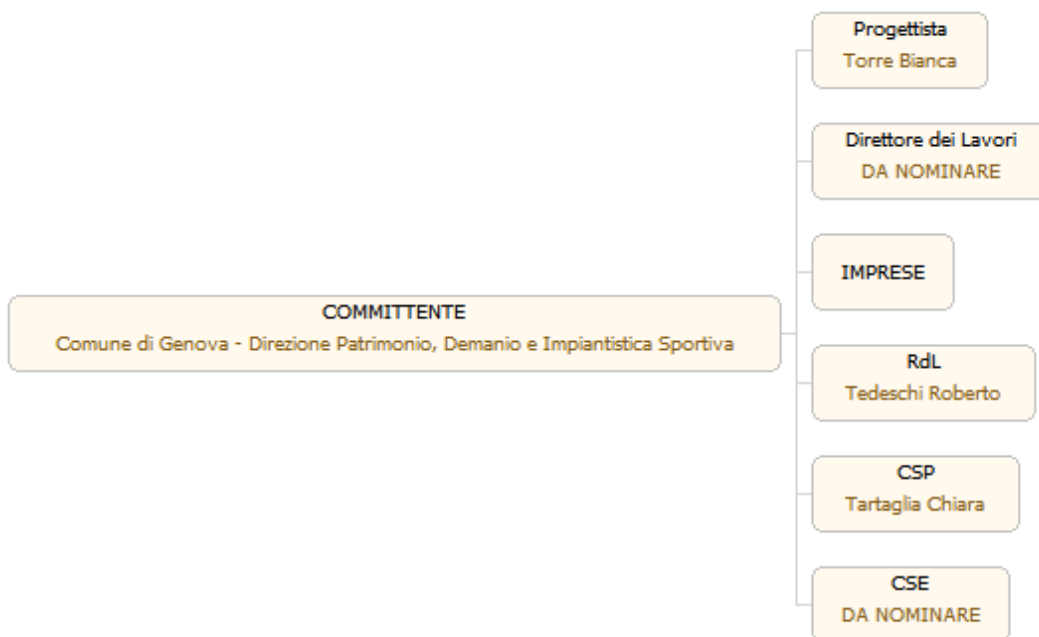 Progettista
Torre Bianca
Direttore dei Lavori
DA NOMINARE
IMPRESE
COMMITTENTE
Comune di Genova - Direzione Patrimonio, Demanio e Impiantistica Sportiva
RdL
Tedeschi Roberto
CSP
Tartaglia Chiara
CSE
DA NOMINARE